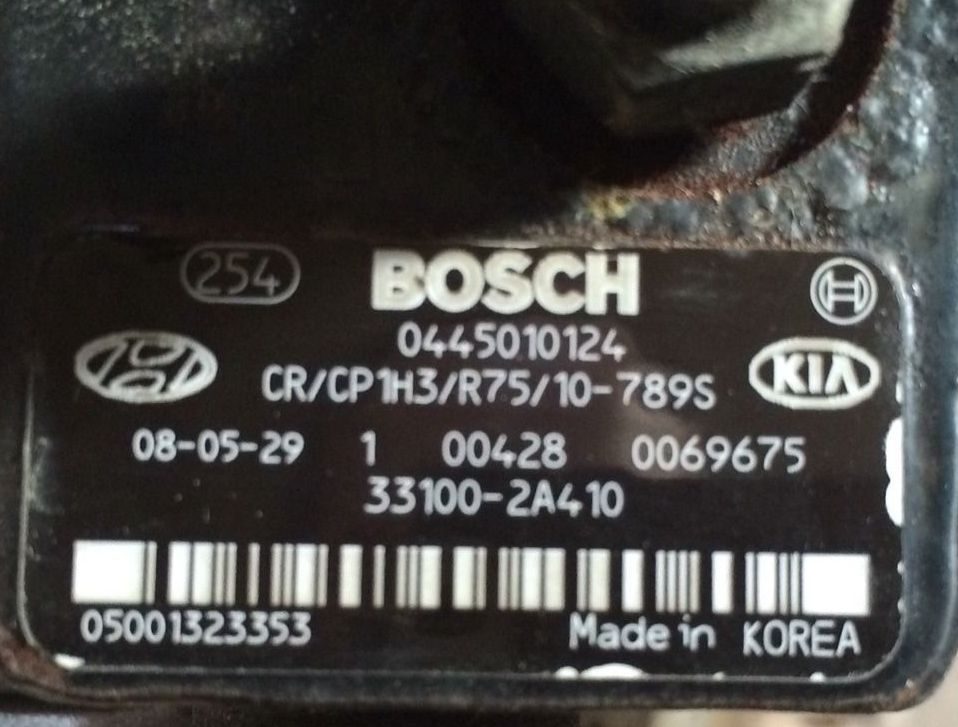 254 BOSCH
0445010124
CR/CP1H3/R75/10-789S KIA
08-05-29 1 00428 0069675
33100-2A410
05001323353 Made in KOREA